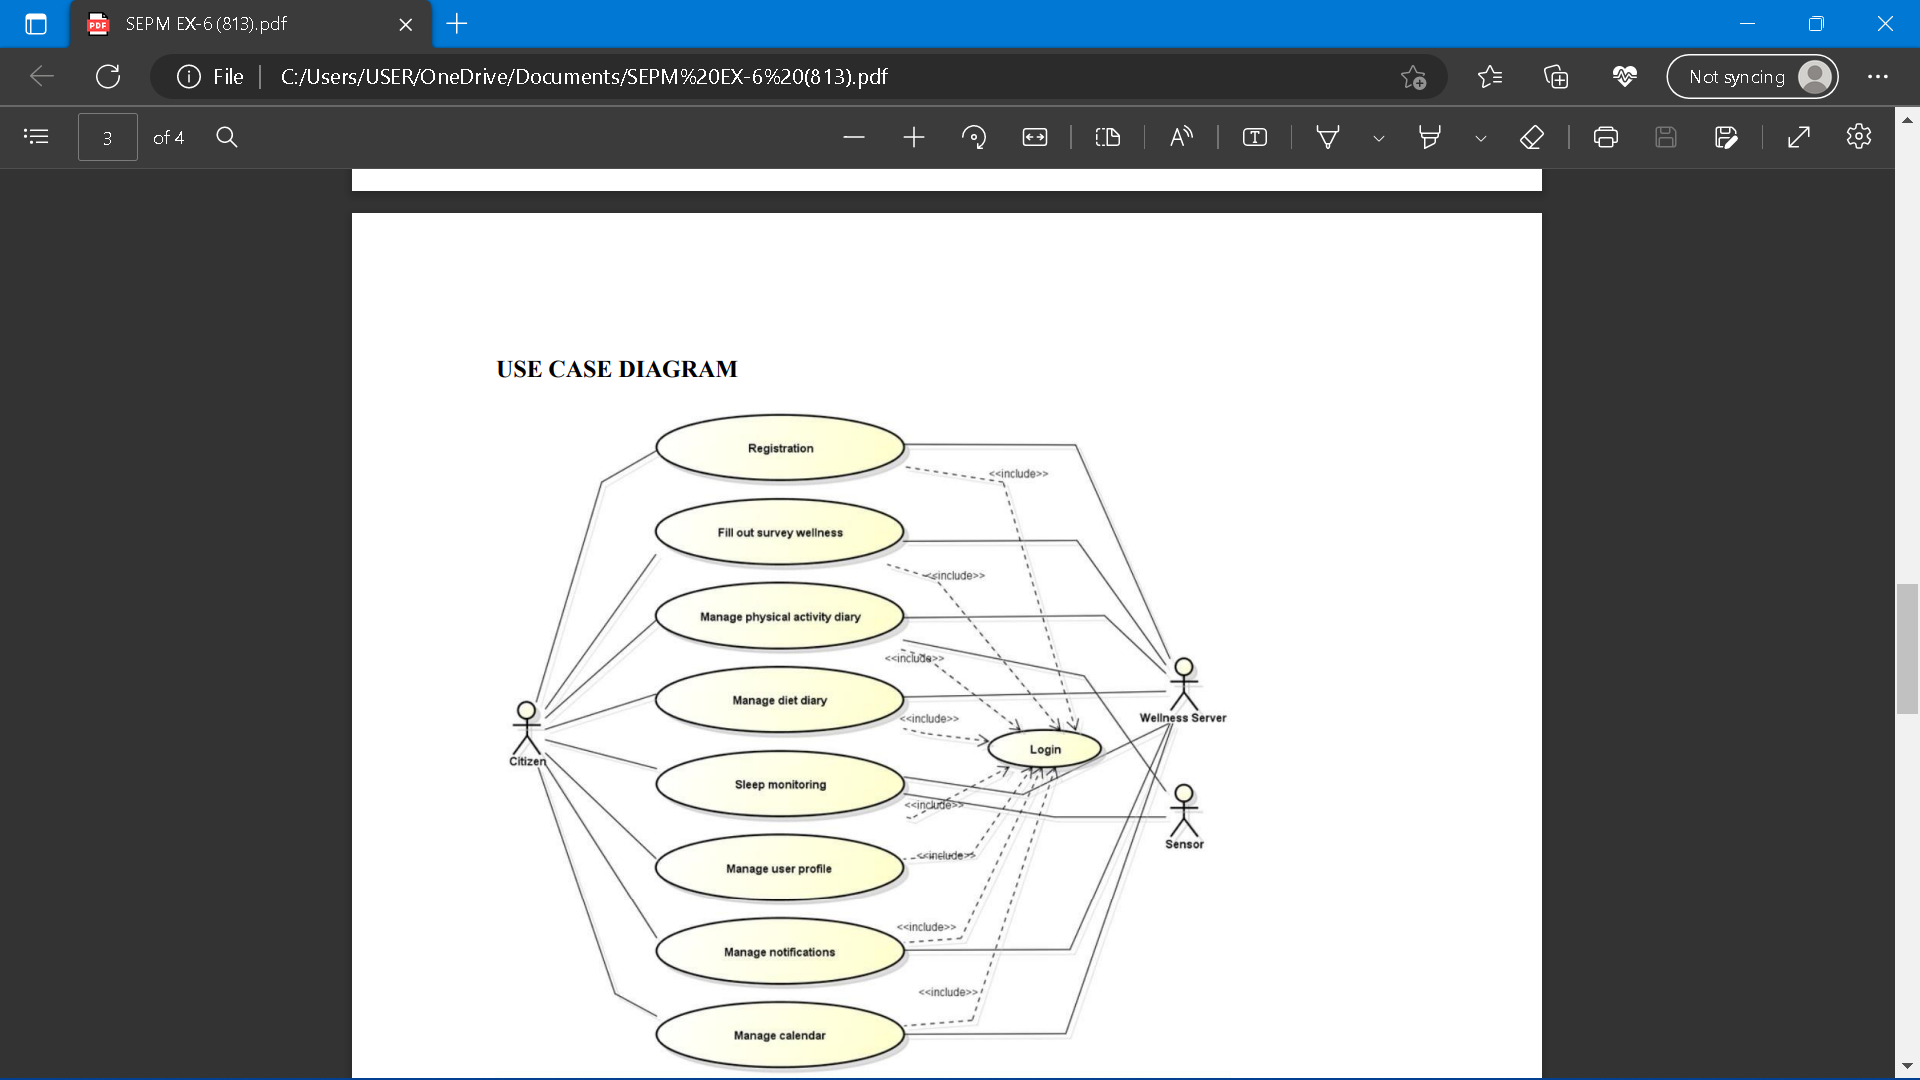 SEPM EX-6 (813).pdf
File
C:/Users/USER/OneDrive/Documents/SEPM%20EX-6%20(813).pdf
Not syncing
3 of 4
USE CASE DIAGRAM
Registration
<<include>>
Fill out survey wellness
<<include>>
Manage physical activity diary
<<include>>
Manage diet diary
<<include>>
Wellness Server
Login
Citizen
Sleep monitoring
<<include>>
Sensor
<<include>>
Manage user profile
<<include>>
Manage notifications
<<include>>
Manage calendar